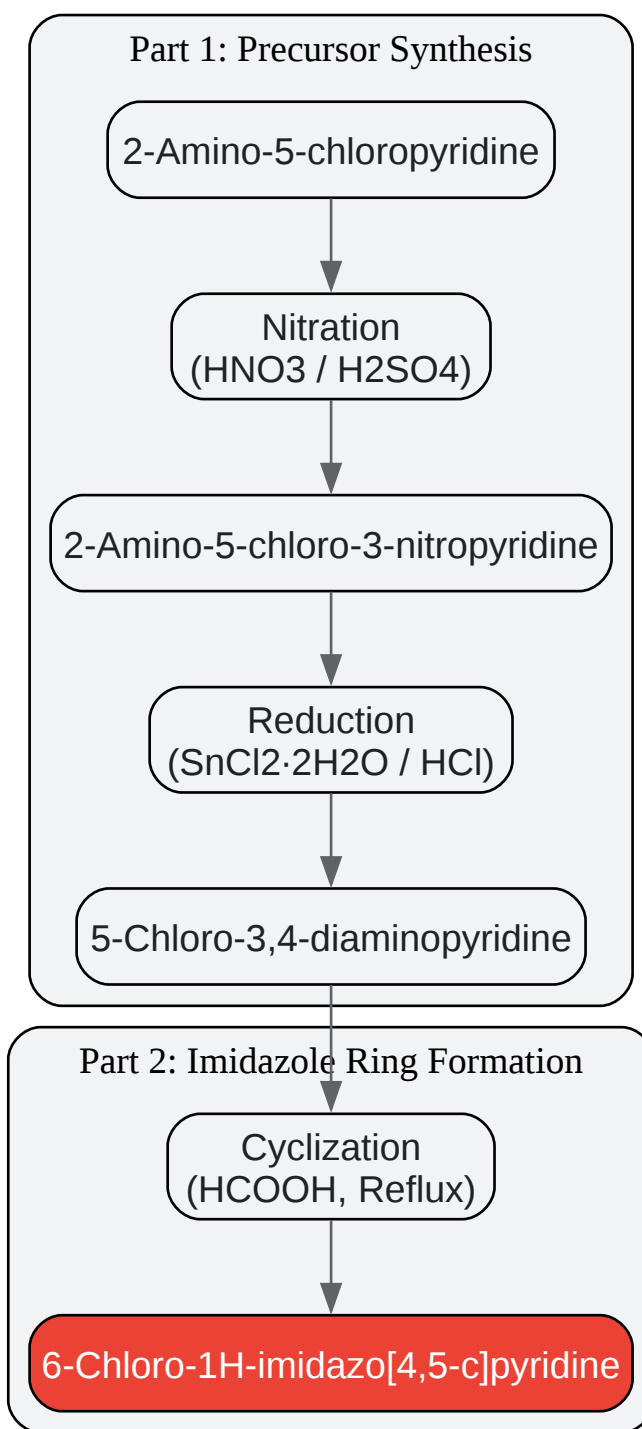 Part 1: Precursor Synthesis
2-Amino-5-chloropyridine
Nitration
(HNO3 / H2SO4)
2-Amino-5-chloro-3-nitropyridine
Reduction
(SnCl2·2H2O / HCl)
5-Chloro-3,4-diaminopyridine
Part 2: Imidazole Ring Formation
Cyclization
(HCOOH, Reflux)
6-Chloro-1H-imidazo[4,5-c]pyridine